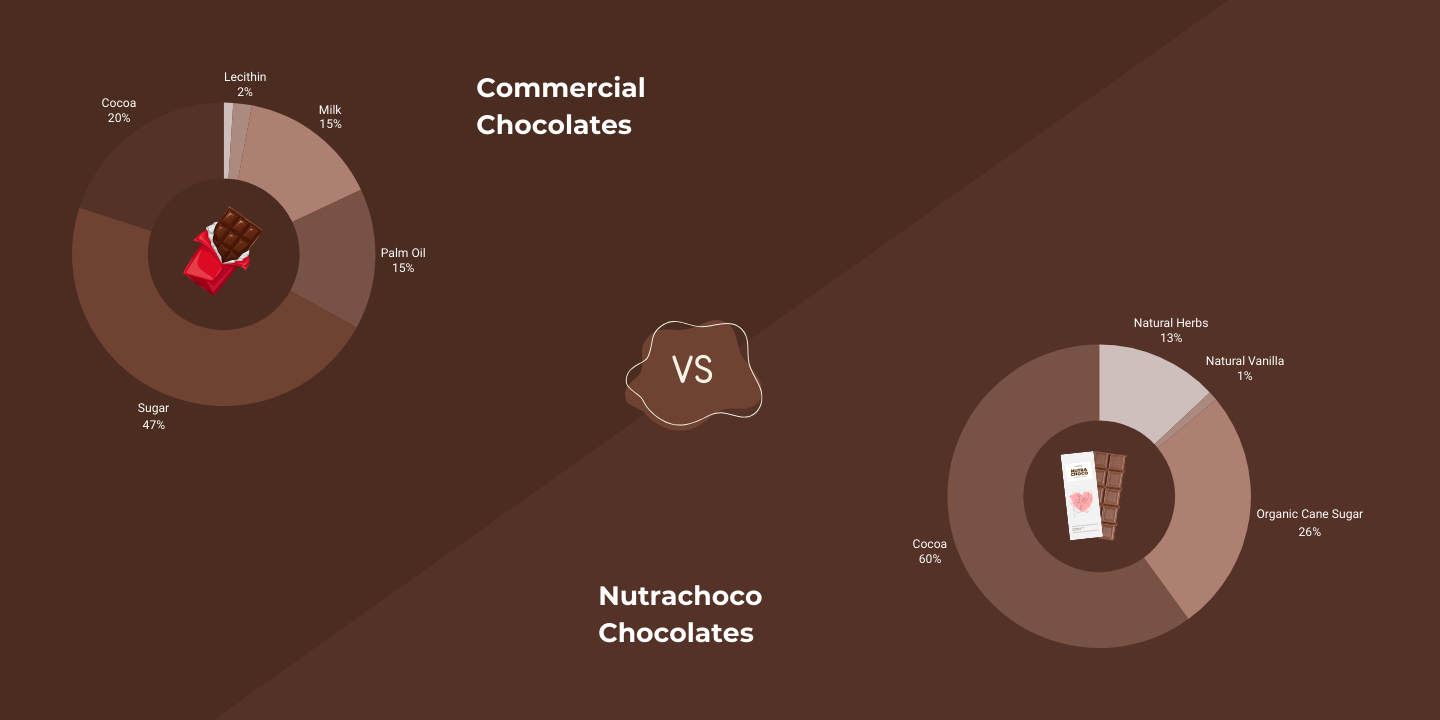 Commercial
Chocolates
Lecithin
2%
Cocoa
20%
Milk
15%
Palm Oil
15%
Sugar
47%
VS
Natural Herbs
13%
Natural Vanilla
1%
Organic Cane Sugar
26%
Cocoa
60%
NUTRA
CHOCO
Nutrachoco
Chocolates